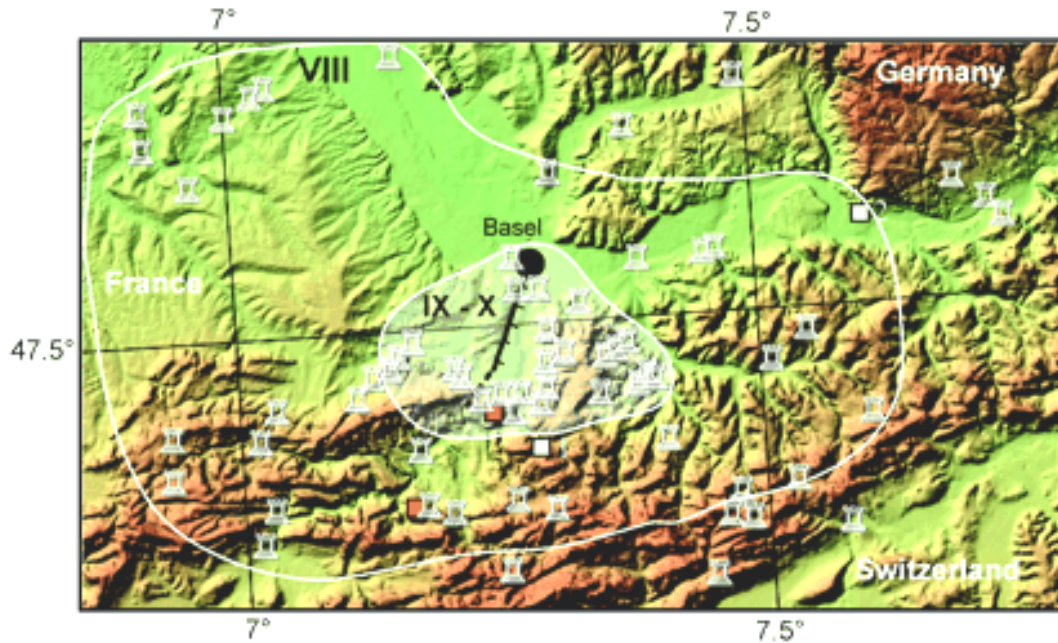 7° 7.5°
VIII Germany
Basel
France
IX - X
47.5°
Switzerland
7° 7.5°